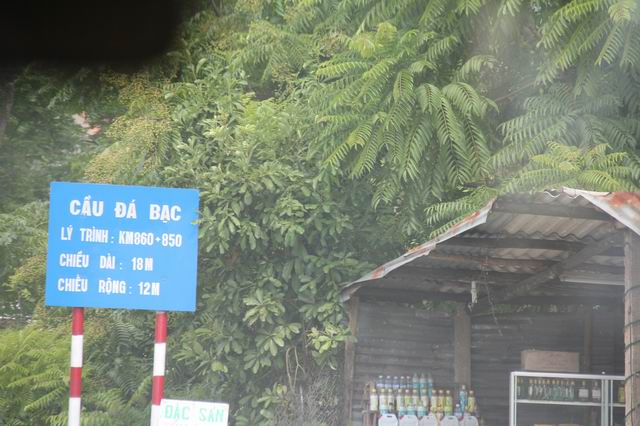 CẦU ĐÁ BẠC
LÝ TRÌNH : KM860+850
CHIỀU DÀI : 18M
CHIỀU RỘNG : 12M
ĐẶC SẢN